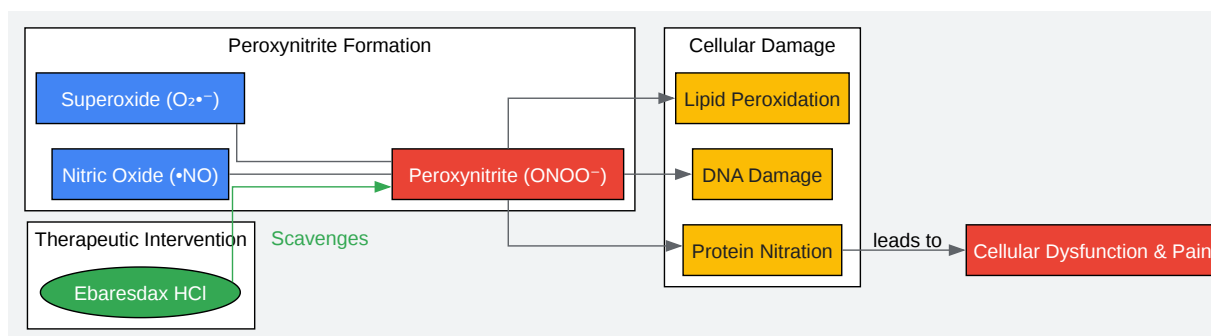 Peroxynitrite Formation
Superoxide (O₂•⁻)
Nitric Oxide (•NO)
Peroxynitrite (ONOO⁻)
Cellular Damage
Lipid Peroxidation
DNA Damage
Protein Nitration
leads to
Cellular Dysfunction & Pain
Therapeutic Intervention
Scavenges
Ebaresdax HCl